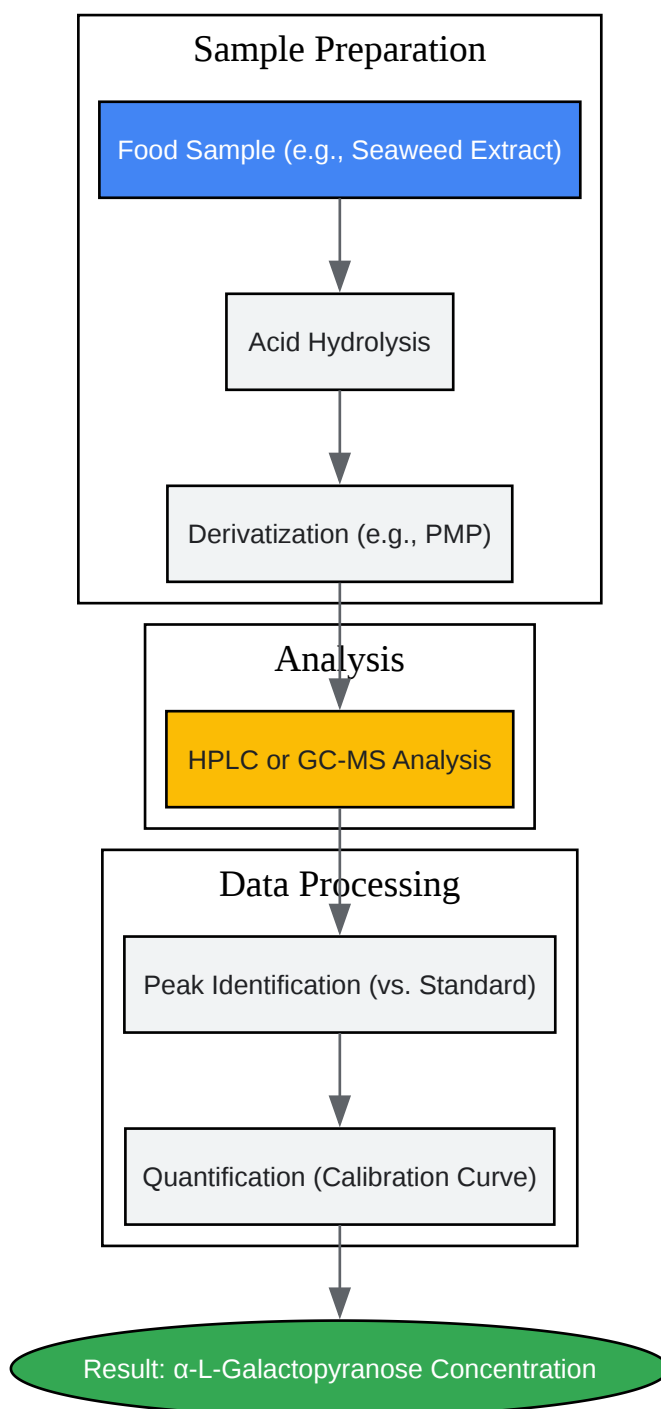 Sample Preparation
Food Sample (e.g., Seaweed Extract)
Acid Hydrolysis
Derivatization (e.g., PMP)
Analysis
HPLC or GC-MS Analysis
Data Processing
Peak Identification (vs. Standard)
Quantification (Calibration Curve)
Result: α-L-Galactopyranose Concentration